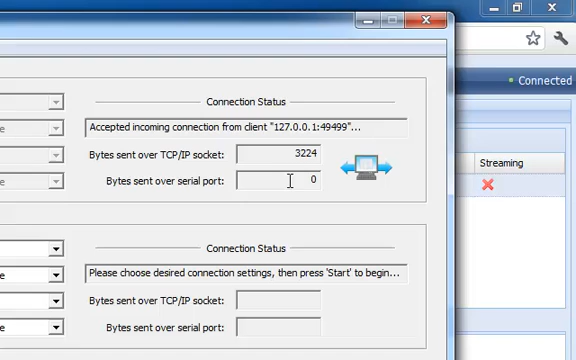 Connected
Connection Status
Accepted incoming connection from client "127.0.0.1:49499"...
Bytes sent over TCP/IP socket: 3224
Bytes sent over serial port: 0
Streaming
Connection Status
Please choose desired connection settings, then press 'Start' to begin...
Bytes sent over TCP/IP socket:
Bytes sent over serial port: